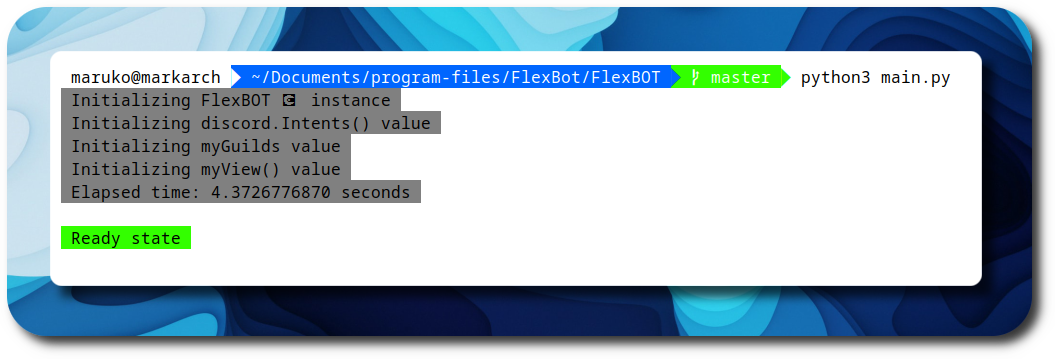 maruko@markarch ~/Documents/program-files/FlexBot/FlexBOT master python3 main.py
Initializing FlexBOT instance
Initializing discord.Intents() value
Initializing myGuilds value
Initializing myView() value
Elapsed time: 4.3726776870 seconds
Ready state